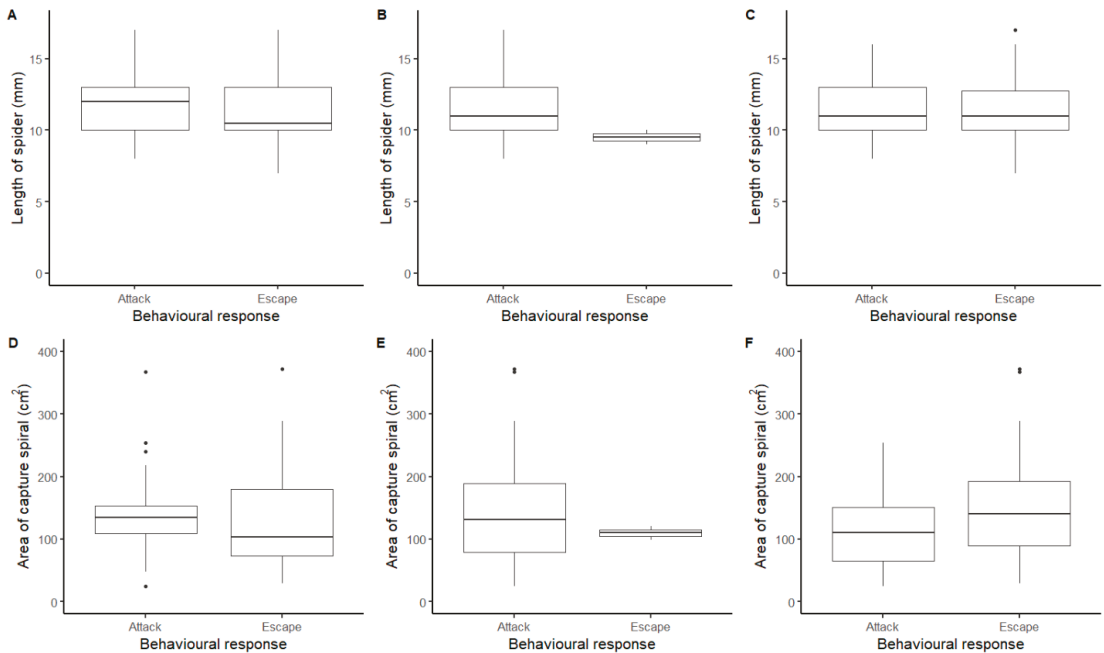 A
Length of spider (mm)
15
10
5
0
Attack Escape
Behavioural response
B
Length of spider (mm)
15
10
5
0
Attack Escape
Behavioural response
C
Length of spider (mm)
15
10
5
0
Attack Escape
Behavioural response
D
Area of capture spiral (cm²)
400
300
200
100
0
Attack Escape
Behavioural response
E
Area of capture spiral (cm²)
400
300
200
100
0
Attack Escape
Behavioural response
F
Area of capture spiral (cm²)
400
300
200
100
0
Attack Escape
Behavioural response